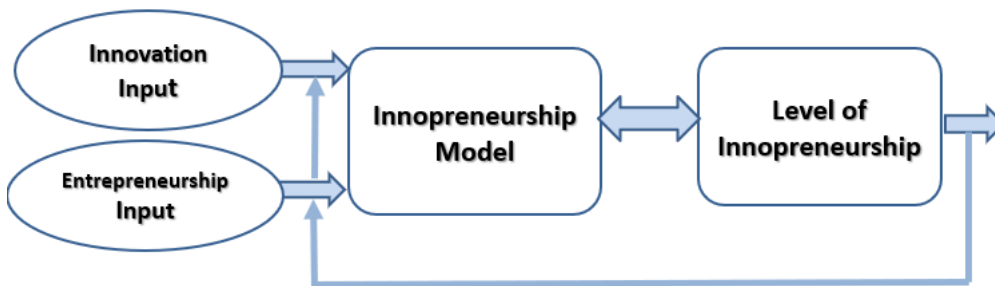 Innovation
Input
Entrepreneurship
Input
Innopreneurship
Model
Level of
Innopreneurship